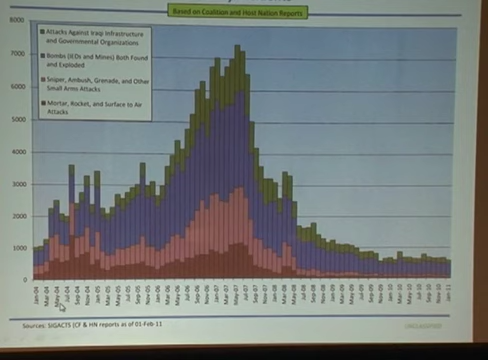 Based on Coalition and Host Nation Reports
8000
7000
6000
5000
4000
3000
2000
1000
0
Attacks Against Iraqi Infrastructure
and Governmental Organizations
Bombs (IEDs and Mines) Both Found
and Exploded
Sniper, Ambush, Grenade, and Other
Small Arms Attacks
Mortar, Rocket, and Surface to Air
Attacks
Jan-04
Mar-04
May-04
Jul-04
Sep-04
Nov-04
Jan-05
Mar-05
May-05
Jul-05
Sep-05
Nov-05
Jan-06
Mar-06
May-06
Jul-06
Sep-06
Nov-06
Jan-07
Mar-07
May-07
Jul-07
Sep-07
Nov-07
Jan-08
Mar-08
May-08
Jul-08
Sep-08
Nov-08
Jan-09
Mar-09
May-09
Jul-09
Sep-09
Nov-09
Jan-10
Mar-10
May-10
Jul-10
Sep-10
Nov-10
Jan-11
Sources: SIGACTS (CF & HN reports as of 01-Feb-11
UNCLASSIFIED